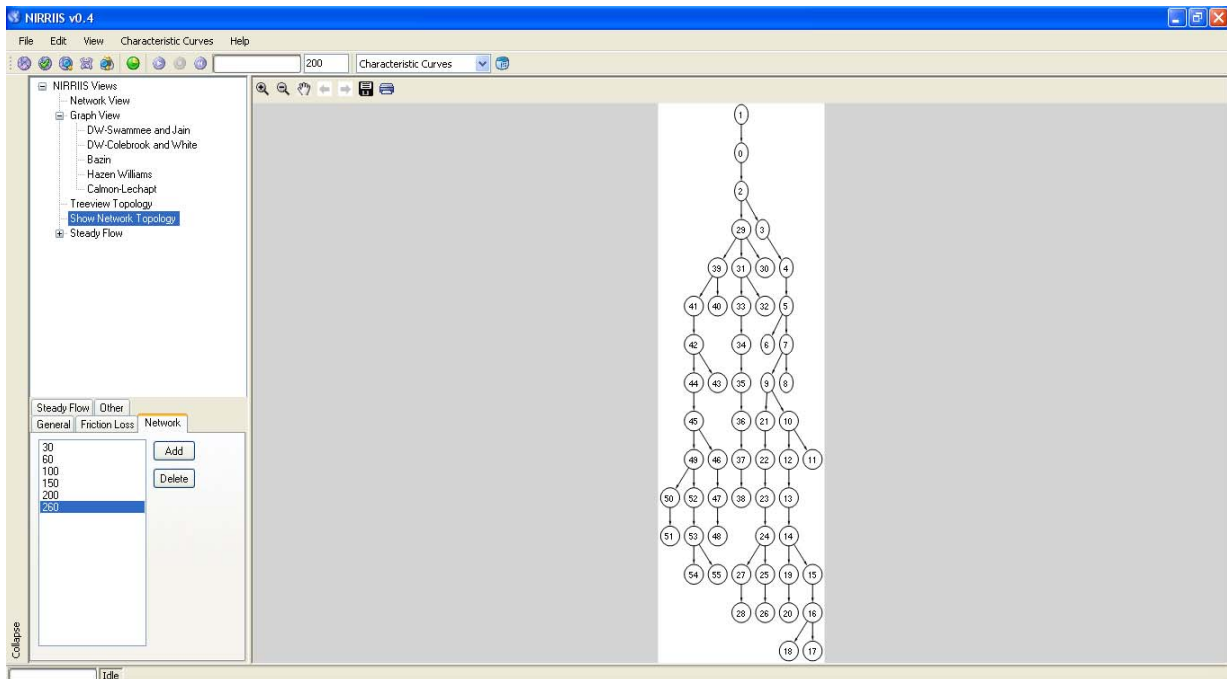 NIRRIIS v0.4
File Edit View Characteristic Curves Help
200 Characteristic Curves
NIRRIIS Views
Network View
Graph View
DW-Swammee and Jain
DW-Colebrook and White
Bazin
Hazen Williams
Calmon-Lechapt
Treeview Topology
Show Network Topology
Steady Flow
Steady Flow Other
General Friction Loss Network
30
60
100
150
200
260
Add
Delete
Collapse
Idle
1
0
2
29 3
39 31 30 4
41 40 33 32 5
42 34 6 7
44 43 35 9 8
45 36 21 10
49 46 37 22 12 11
50 52 47 38 23 13
51 53 48 24 14
54 55 27 25 19 15
28 26 20 16
18 17